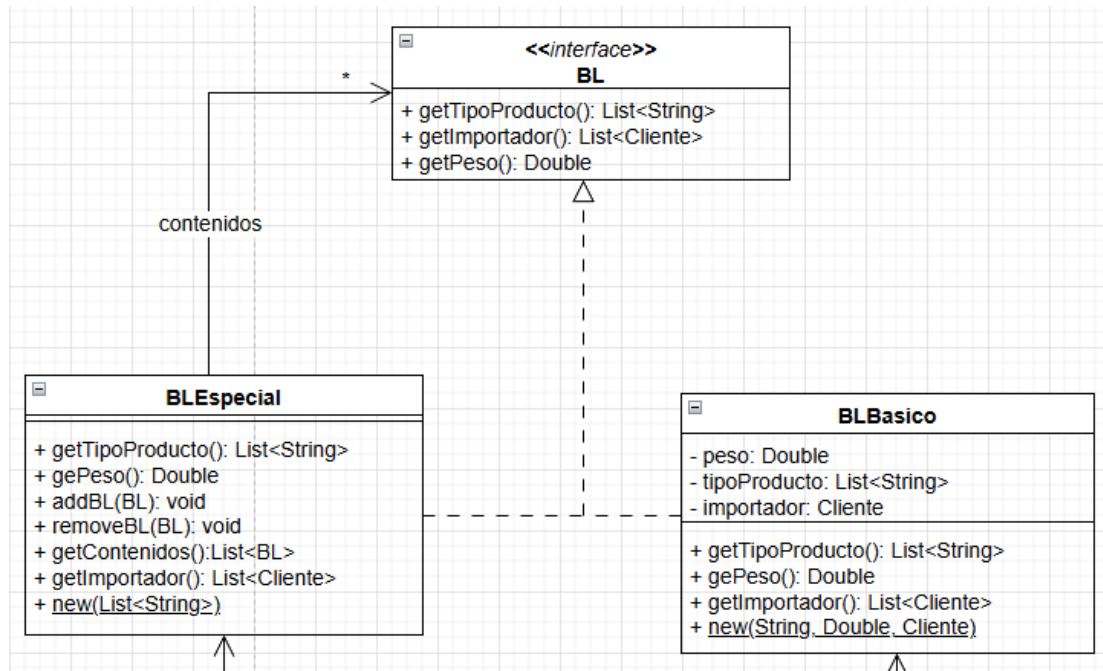 <<interface>>
BL
+ getTipoProducto(): List<String>
+ getImportador(): List<Cliente>
+ getPeso(): Double
*
contenidos
BLEspecial
+ getTipoProducto(): List<String>
+ gePeso(): Double
+ addBL(BL): void
+ removeBL(BL): void
+ getContenidos():List<BL>
+ getImportador(): List<Cliente>
+ new(List<String>)
BLBasico
- peso: Double
- tipoProducto: List<String>
- importador: Cliente
+ getTipoProducto(): List<String>
+ gePeso(): Double
+ getImportador(): List<Cliente>
+ new(String, Double, Cliente)